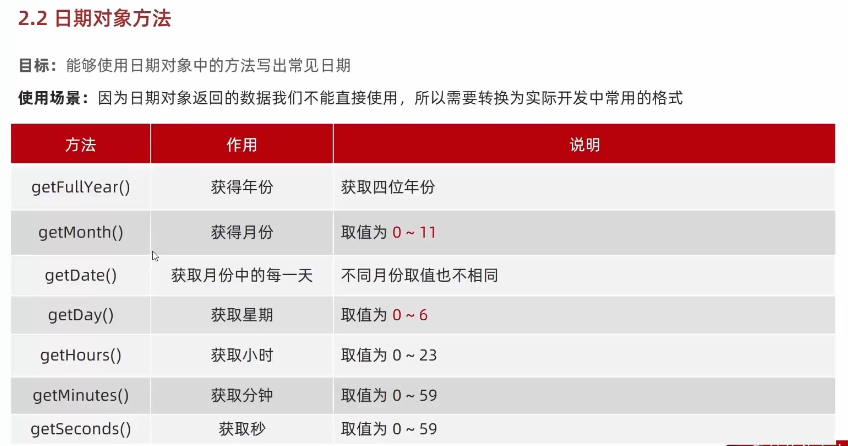 2.2 日期对象方法
目标：能够使用日期对象中的方法写出常见日期
使用场景：因为日期对象返回的数据我们不能直接使用，所以需要转换为实际开发中常用的格式
方法 作用 说明
getFullYear() 获得年份 获取四位年份
getMonth() 获得月份 取值为 0 ~ 11
getDate() 获取月份中的每一天 不同月份取值也不相同
getDay() 获取星期 取值为 0 ~ 6
getHours() 获取小时 取值为 0 ~ 23
getMinutes() 获取分钟 取值为 0 ~ 59
getSeconds() 获取秒 取值为 0 ~ 59